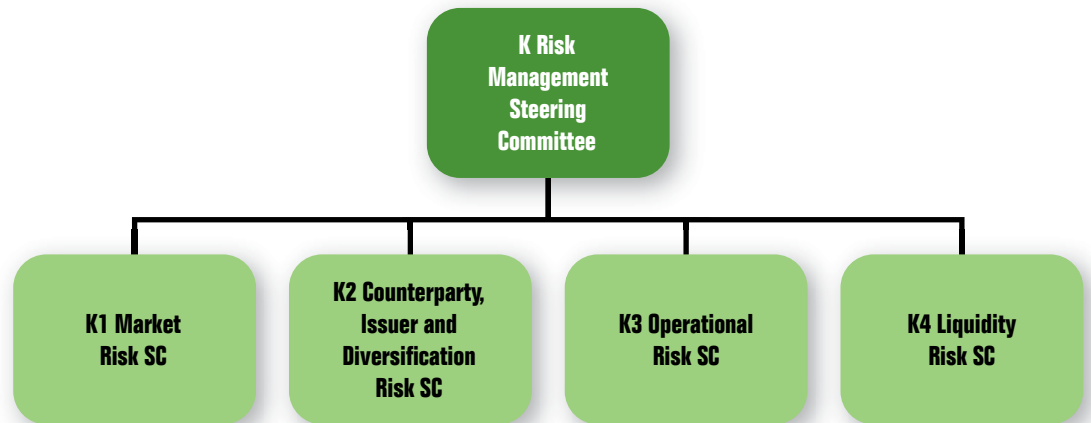 K Risk
Management
Steering
Committee
K1 Market
Risk SC
K2 Counterparty,
Issuer and
Diversification
Risk SC
K3 Operational
Risk SC
K4 Liquidity
Risk SC